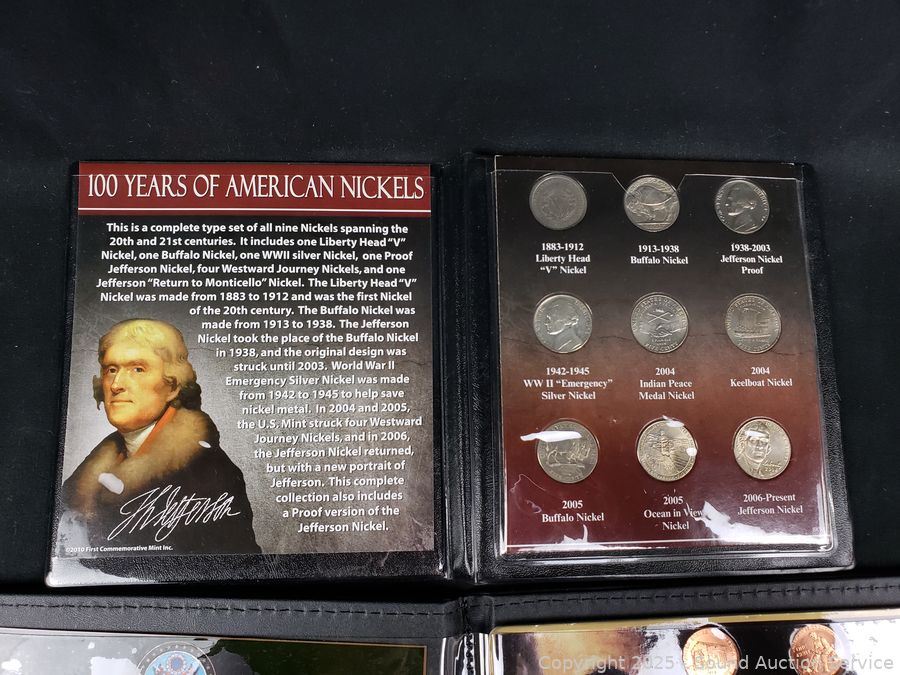 100 YEARS OF AMERICAN NICKELS
This is a complete type set of all nine Nickels spanning the
20th and 21st centuries. It includes one Liberty Head "V"
Nickel, one Buffalo Nickel, one WWII silver Nickel, one Proof
Jefferson Nickel, four Westward Journey Nickels, and one
Jefferson "Return to Monticello" Nickel. The Liberty Head "V"
Nickel was made from 1883 to 1912 and was the first Nickel
of the 20th century. The Buffalo Nickel was
made from 1913 to 1938. The Jefferson
Nickel took the place of the Buffalo Nickel
in 1938, and the original design was
struck until 2003. World War II
Emergency Silver Nickel was made
from 1942 to 1945 to help save
nickel metal. In 2004 and 2005,
the U.S. Mint struck four Westward
Journey Nickels, and in 2006,
the Jefferson Nickel returned,
but with a new portrait of
Jefferson. This complete
collection also includes
a Proof version of the
Jefferson Nickel.
Th Jefferson
©2010 First Commemorative Mint Inc.
1883-1912
Liberty Head
"V" Nickel
1913-1938
Buffalo Nickel
1938-2003
Jefferson Nickel
Proof
1942-1945
WW II "Emergency"
Silver Nickel
2004
Indian Peace
Medal Nickel
2004
Keelboat Nickel
2005
Buffalo Nickel
2005
Ocean in View
Nickel
2006-Present
Jefferson Nickel
Copyright 2025 - Sound Auction Service